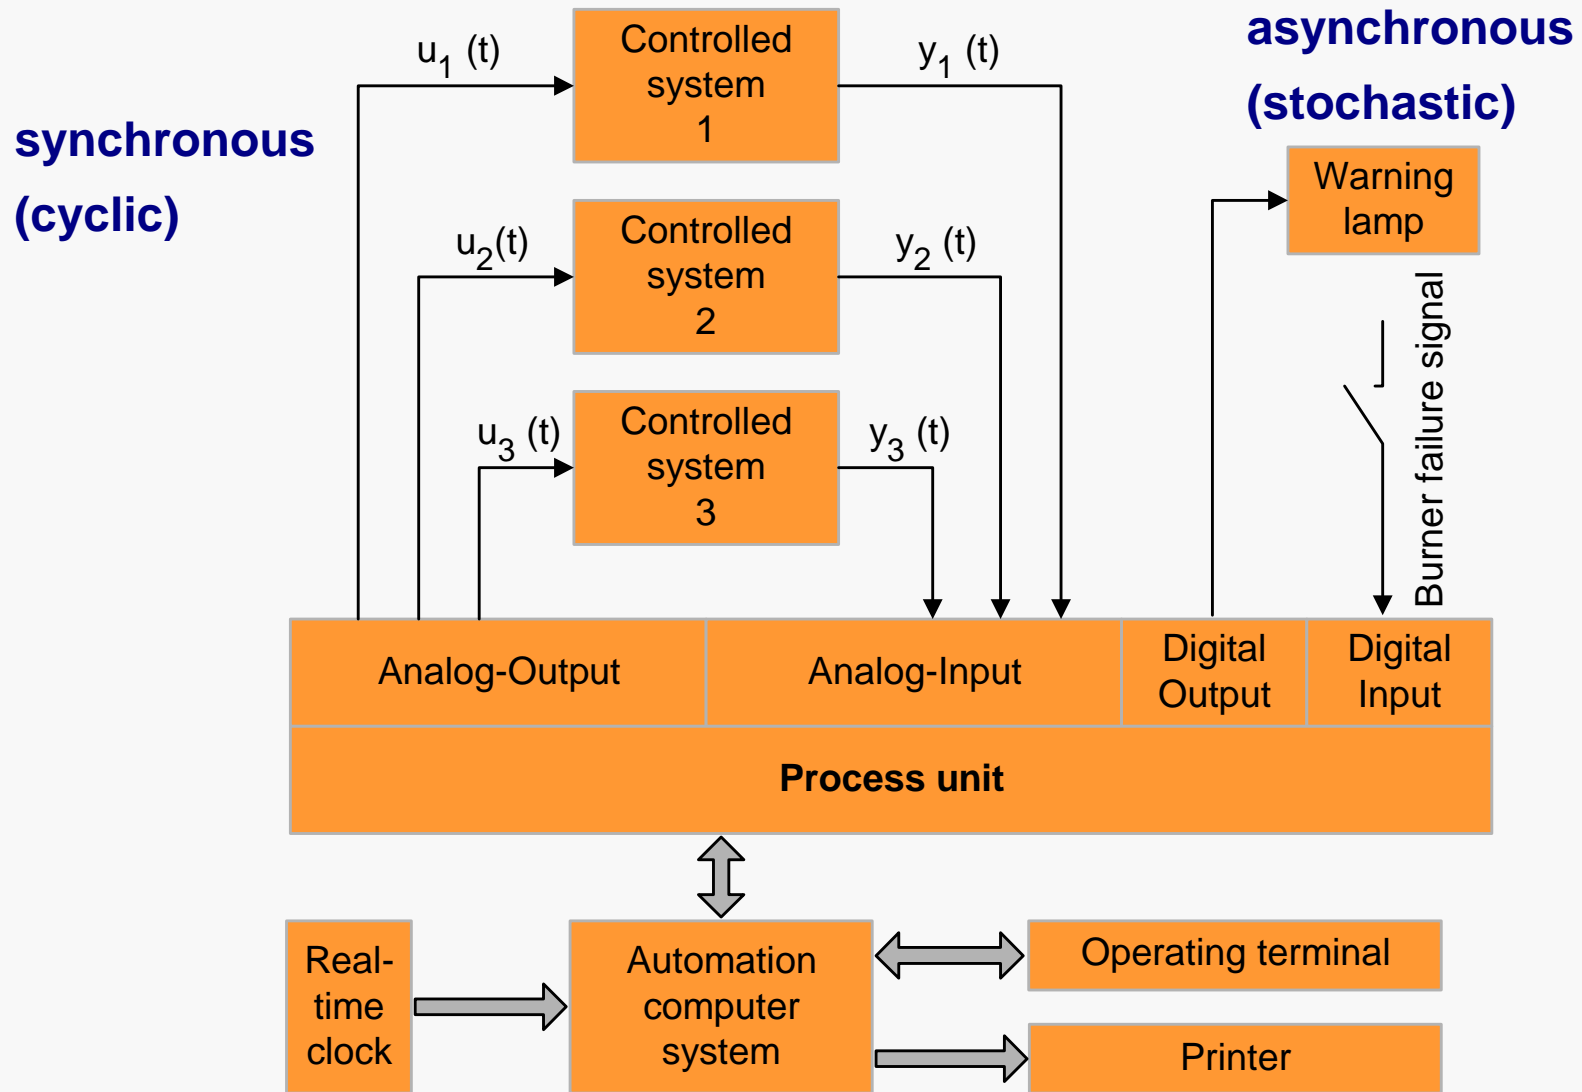 asynchronous
(stochastic)
synchronous
(cyclic)
u1 (t)
Controlled
system
1
y1 (t)
Warning
lamp
u2(t)
Controlled
system
2
y2 (t)
Burner failure signal
u3 (t)
Controlled
system
3
y3 (t)
Analog-Output
Analog-Input
Digital
Output
Digital
Input
Process unit
Real-
time
clock
Automation
computer
system
Operating terminal
Printer